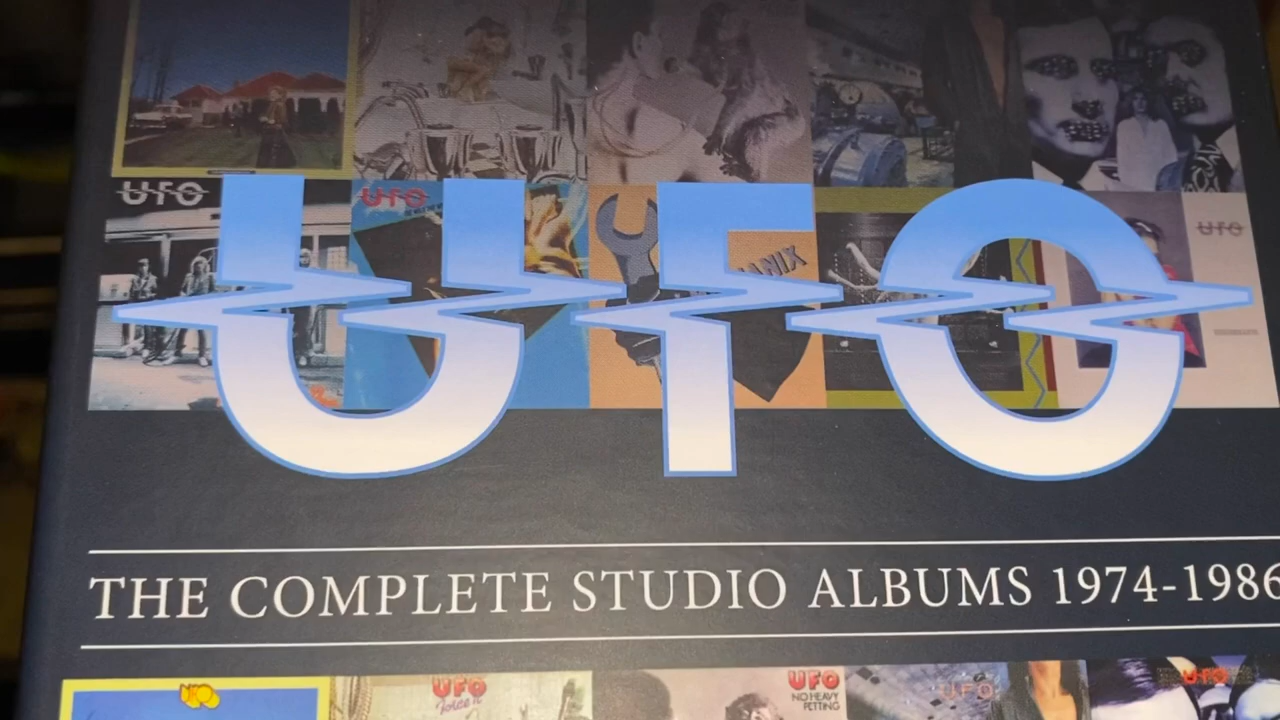 UFO
UFO
UFO
ANIX
UFO
THE COMPLETE STUDIO ALBUMS 1974-1986
UFO
UFO
Force It
UFO
NO HEAVY
PETTING
UFO
UFO